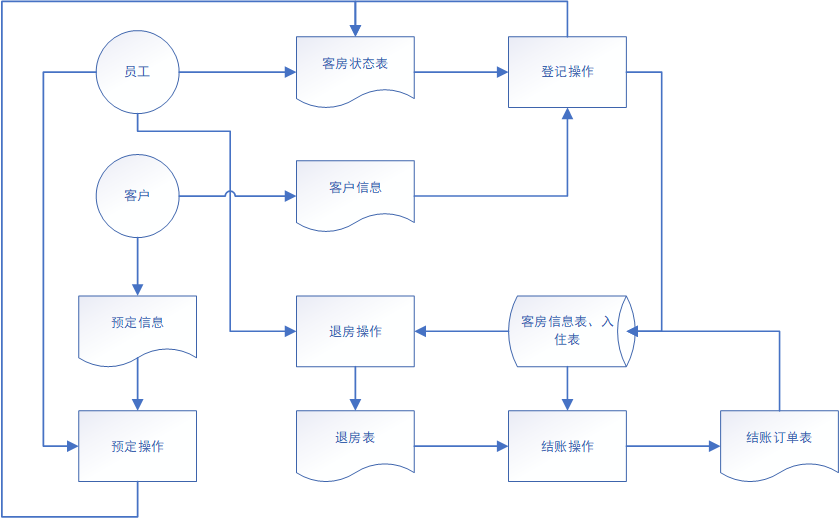 员工
客房状态表
登记操作
客户
客户信息
预定信息
退房操作
客房信息表、入
住表
预定操作
退房表
结账操作
结账订单表